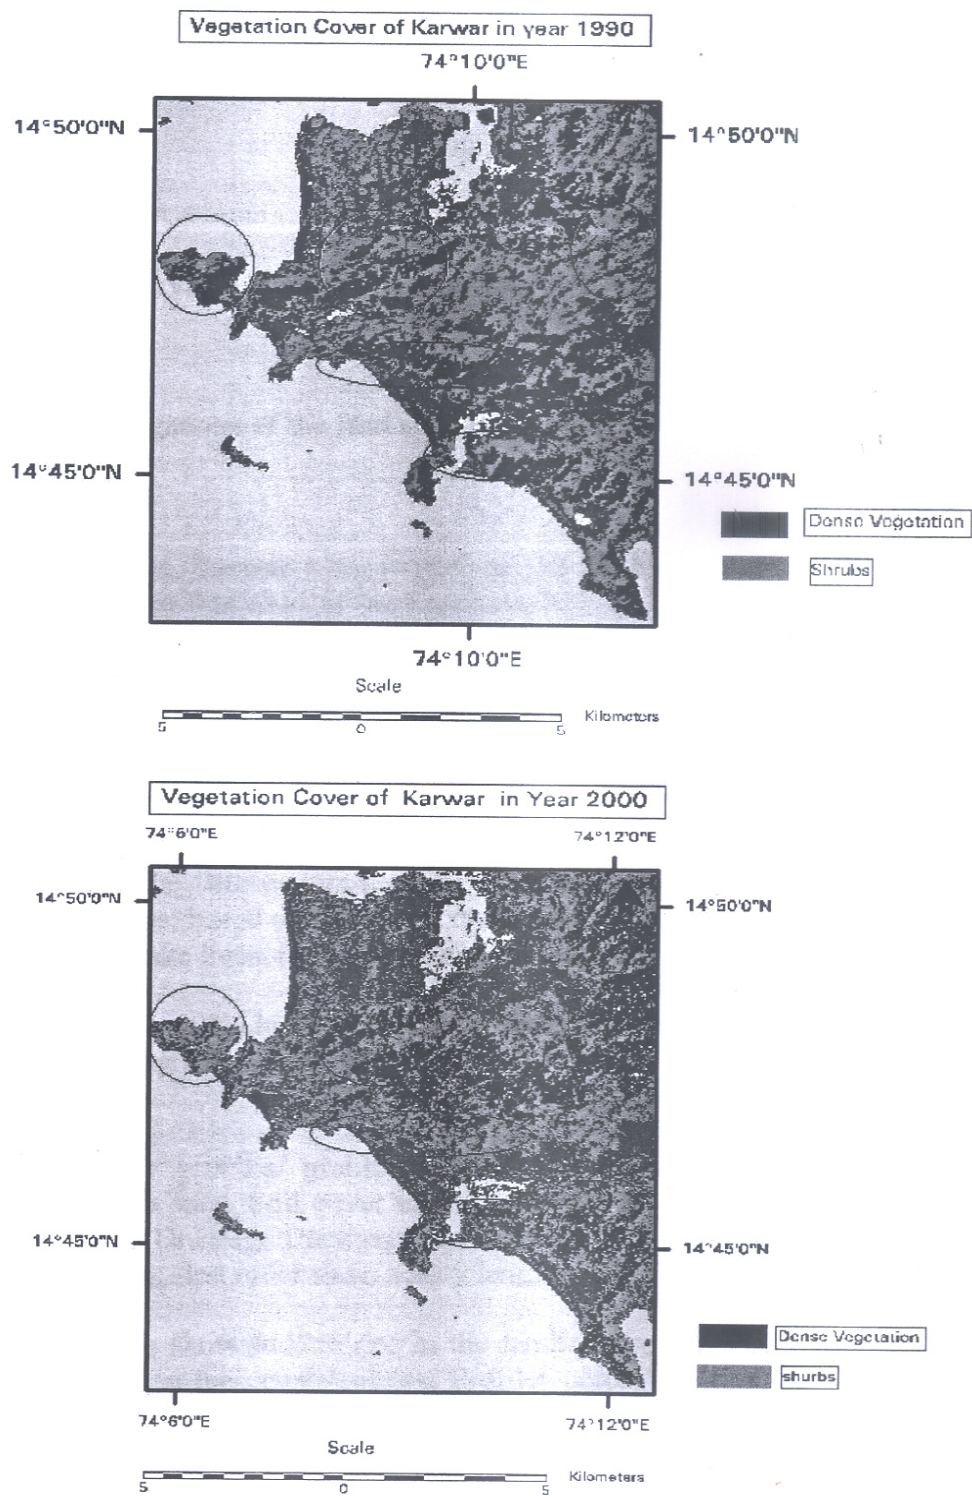 Vegetation Cover of Karwar in year 1990
74°10'0"E
14°50'0"N
14°50'0"N
14°45'0"N
14°45'0"N
Dense Vegetation
Shrubs
74°10'0"E
Scale
5 0 5 Kilometers
Vegetation Cover of Karwar in Year 2000
74°6'0"E 74°12'0"E
14°50'0"N
14°50'0"N
14°45'0"N
14°45'0"N
Dense Vegetation
shurbs
74°6'0"E 74°12'0"E
Scale
5 0 5 Kilometers